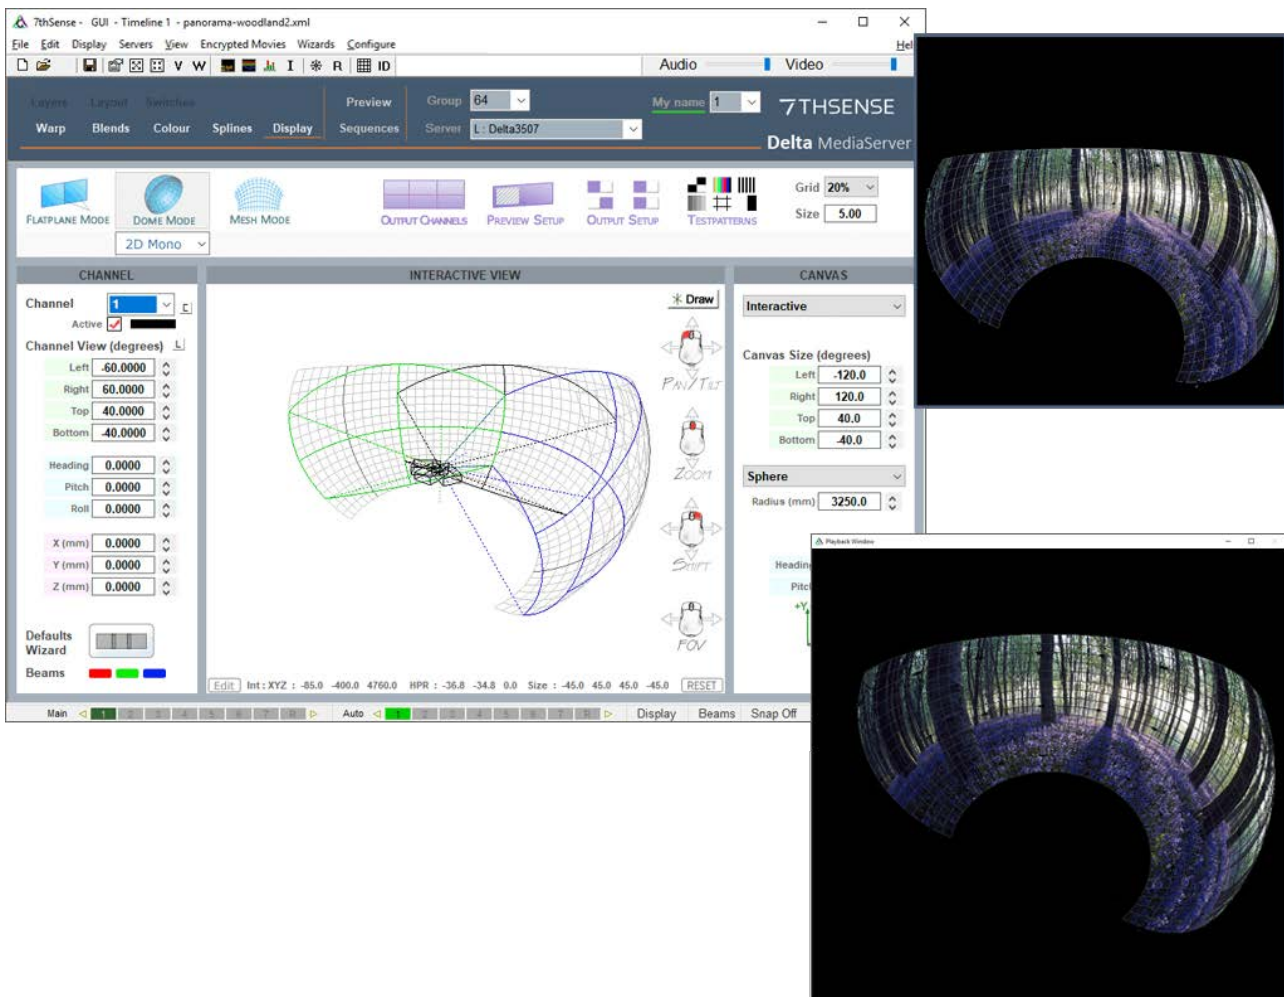 7thSense - GUI - Timeline 1 - panorama-woodland2.xml
File Edit Display Servers View Encrypted Movies Wizards Configure Hel
V W I R ID Audio Video
Layers Layout Switches Preview Group 64 My name 1 7THSENSE
Warp Blends Colour Splines Display Sequences Server L : Delta3507
Delta MediaServer
FLATPLANE MODE DOME MODE MESH MODE OUTPUT CHANNELS PREVIEW SETUP OUTPUT SETUP TESTPATTERNS
Grid 20%
Size 5.00
2D Mono
CHANNEL
Channel 1 C
Active
Channel View (degrees) L
Left -60.0000
Right 60.0000
Top 40.0000
Bottom -40.0000
Heading 0.0000
Pitch 0.0000
Roll 0.0000
X (mm) 0.0000
Y (mm) 0.0000
Z (mm) 0.0000
Defaults
Wizard
Beams
INTERACTIVE VIEW
Draw
PAN/TILT
ZOOM
SHIFT
FOV
Edit Int : XYZ : -85.0 -400.0 4760.0 HPR : -36.8 -34.8 0.0 Size : -45.0 45.0 45.0 -45.0 RESET
CANVAS
Interactive
Canvas Size (degrees)
Left -120.0
Right 120.0
Top 40.0
Bottom -40.0
Sphere
Radius (mm) 3250.0
Heading
Pitch
+Y
Main 1 2 3 4 5 6 7 R Auto 1 2 3 4 5 6 7 R Display Beams Snap Off
Playback Window